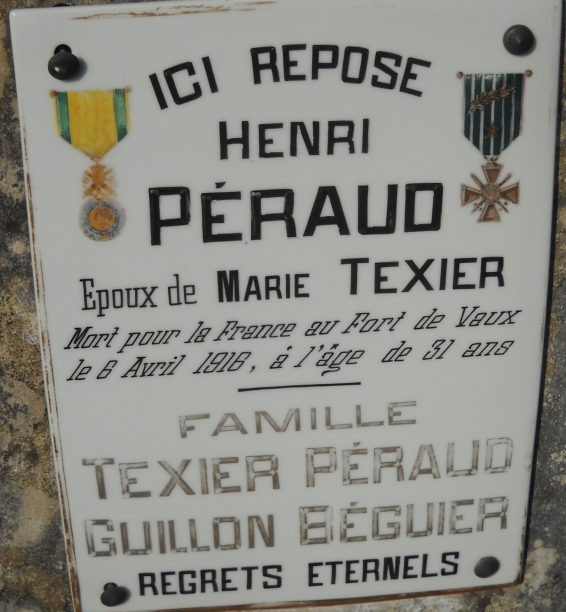 ICI REPOSE
HENRI
PÉRAUD
Epoux de MARIE TEXIER
Mort pour la France au Fort de Vaux
le 6 Avril 1916, á l'âge de 31 ans
FAMILLE
TEXIER PÉRAUD
GUILLON BÉGUIER
REGRETS ETERNELS